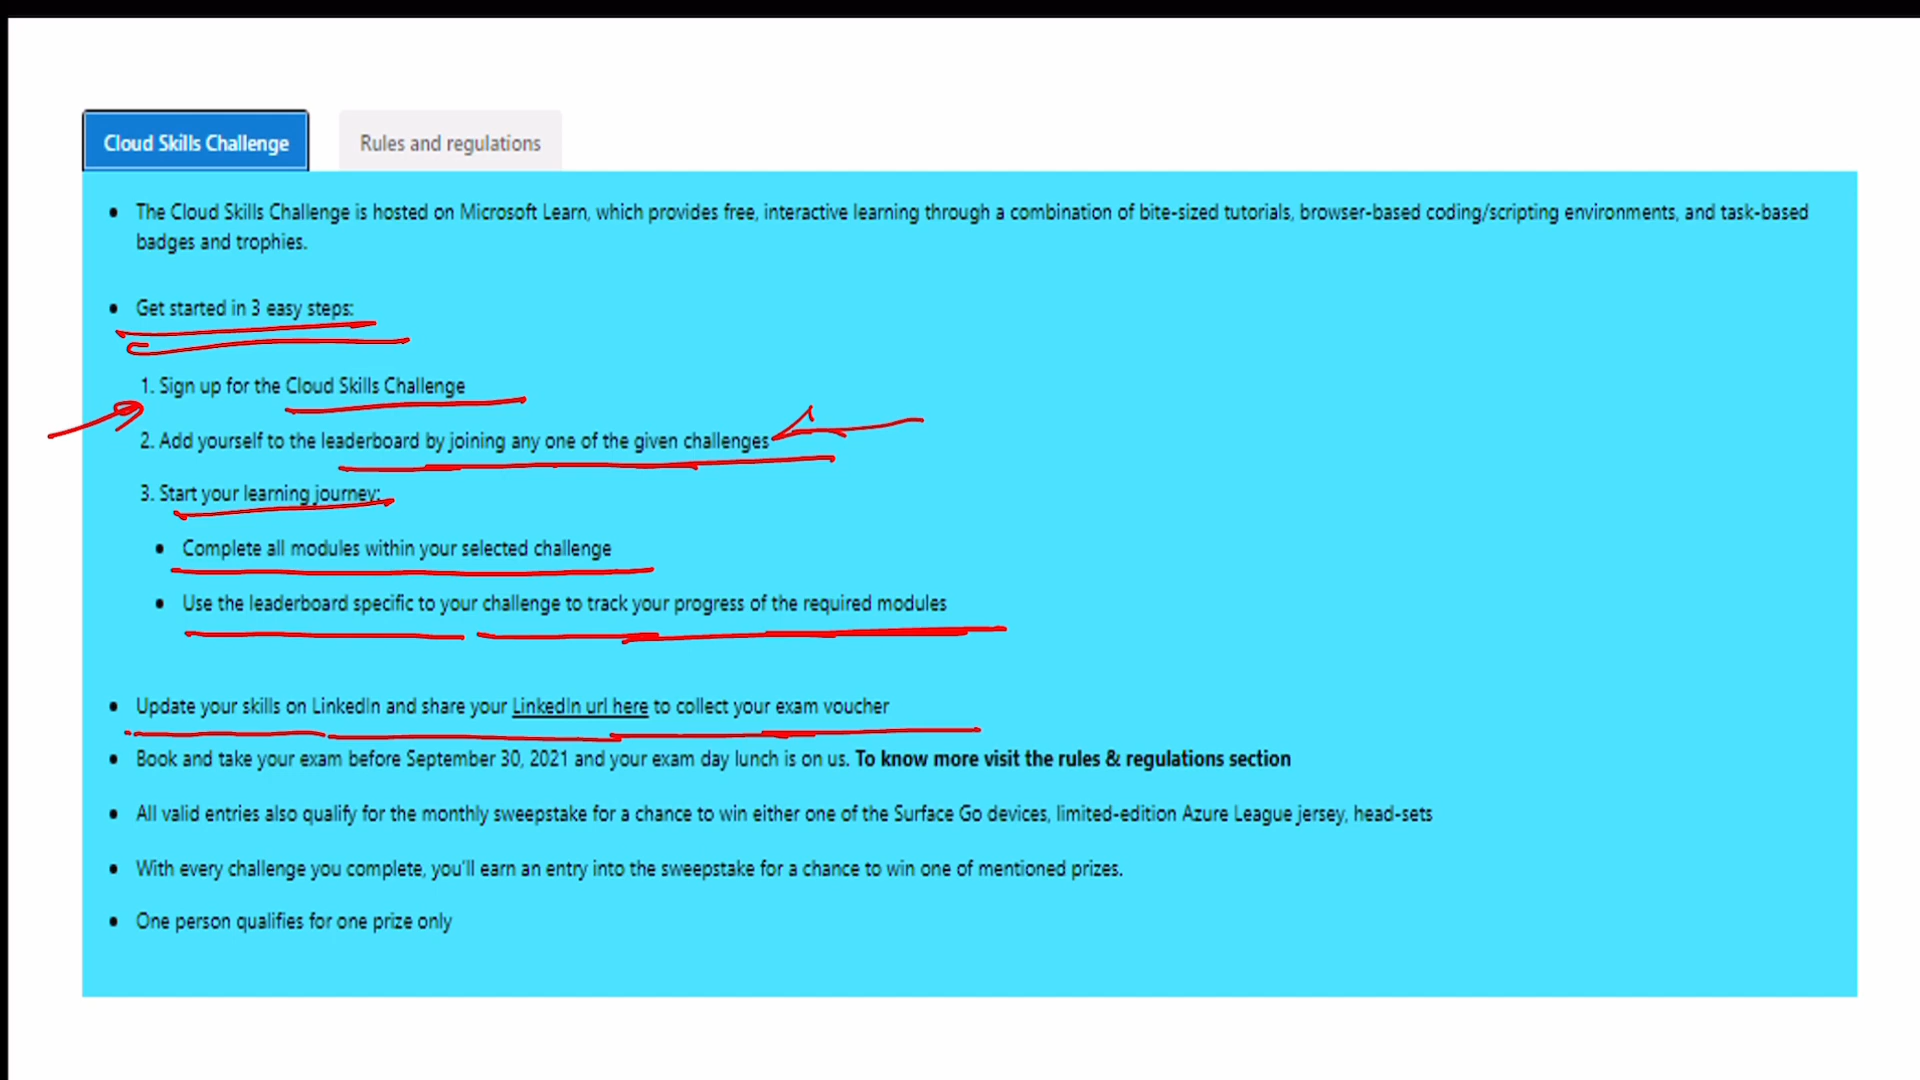 Cloud Skills Challenge
Rules and regulations
• The Cloud Skills Challenge is hosted on Microsoft Learn, which provides free, interactive learning through a combination of bite-sized tutorials, browser-based coding/scripting environments, and task-based
badges and trophies.
• Get started in 3 easy steps:
1. Sign up for the Cloud Skills Challenge
2. Add yourself to the leaderboard by joining any one of the given challenges
3. Start your learning journey:
• Complete all modules within your selected challenge
• Use the leaderboard specific to your challenge to track your progress of the required modules
• Update your skills on LinkedIn and share your LinkedIn url here to collect your exam voucher
• Book and take your exam before September 30, 2021 and your exam day lunch is on us. To know more visit the rules & regulations section
• All valid entries also qualify for the monthly sweepstake for a chance to win either one of the Surface Go devices, limited-edition Azure League jersey, head-sets
• With every challenge you complete, you'll earn an entry into the sweepstake for a chance to win one of mentioned prizes.
• One person qualifies for one prize only